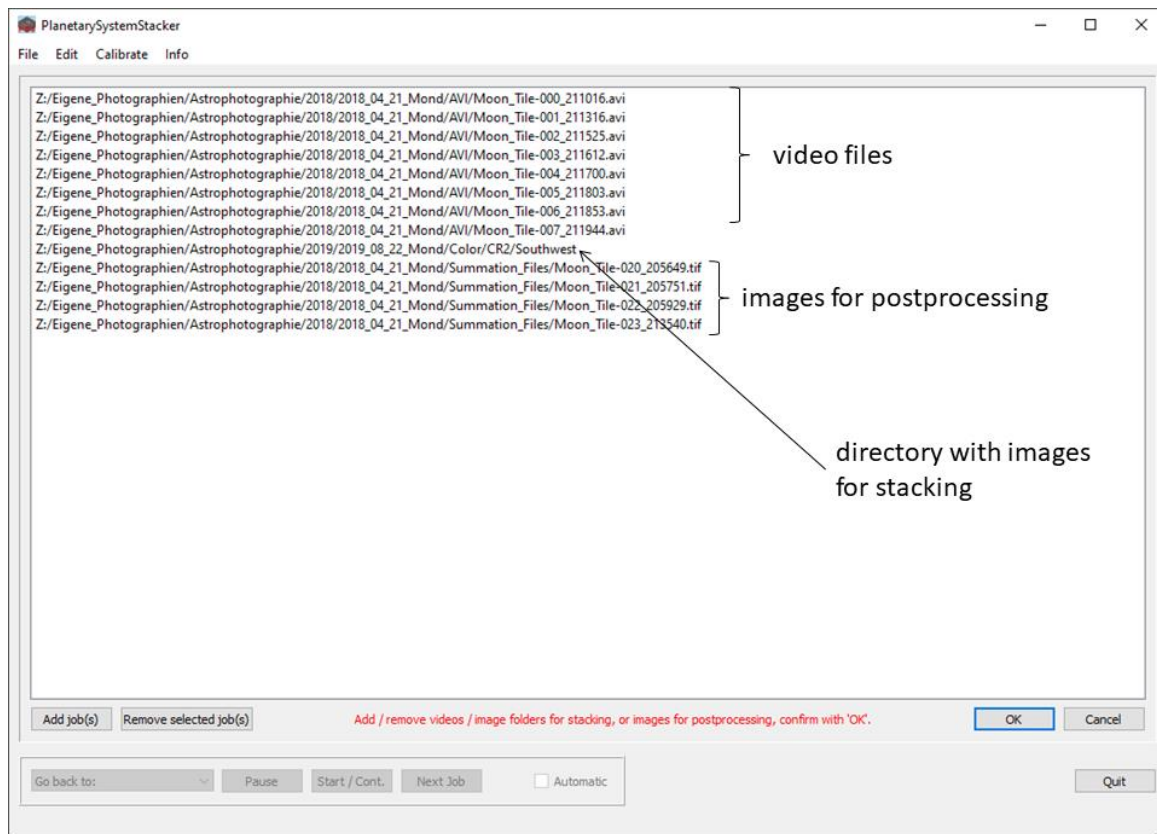 PlanetarySystemStacker
File Edit Calibrate Info
Z:/Eigene_Photographien/Astrophotographie/2018/2018_04_21_Mond/AVI/Moon_Tile-000_211016.avi
Z:/Eigene_Photographien/Astrophotographie/2018/2018_04_21_Mond/AVI/Moon_Tile-001_211316.avi
Z:/Eigene_Photographien/Astrophotographie/2018/2018_04_21_Mond/AVI/Moon_Tile-002_211525.avi
Z:/Eigene_Photographien/Astrophotographie/2018/2018_04_21_Mond/AVI/Moon_Tile-003_211612.avi
Z:/Eigene_Photographien/Astrophotographie/2018/2018_04_21_Mond/AVI/Moon_Tile-004_211700.avi
Z:/Eigene_Photographien/Astrophotographie/2018/2018_04_21_Mond/AVI/Moon_Tile-005_211803.avi
Z:/Eigene_Photographien/Astrophotographie/2018/2018_04_21_Mond/AVI/Moon_Tile-006_211853.avi
Z:/Eigene_Photographien/Astrophotographie/2018/2018_04_21_Mond/AVI/Moon_Tile-007_211944.avi
Z:/Eigene_Photographien/Astrophotographie/2019/2019_08_22_Mond/Color/CR2/Southwest
Z:/Eigene_Photographien/Astrophotographie/2018/2018_04_21_Mond/Summation_Files/Moon_Tile-020_205649.tif
Z:/Eigene_Photographien/Astrophotographie/2018/2018_04_21_Mond/Summation_Files/Moon_Tile-021_205751.tif
Z:/Eigene_Photographien/Astrophotographie/2018/2018_04_21_Mond/Summation_Files/Moon_Tile-022_205929.tif
Z:/Eigene_Photographien/Astrophotographie/2018/2018_04_21_Mond/Summation_Files/Moon_Tile-023_213540.tif
video files
images for postprocessing
directory with images
for stacking
Add job(s) Remove selected job(s) Add / remove videos / image folders for stacking, or images for postprocessing, confirm with 'OK'. OK Cancel
Go back to: Pause Start / Cont. Next Job Automatic Quit